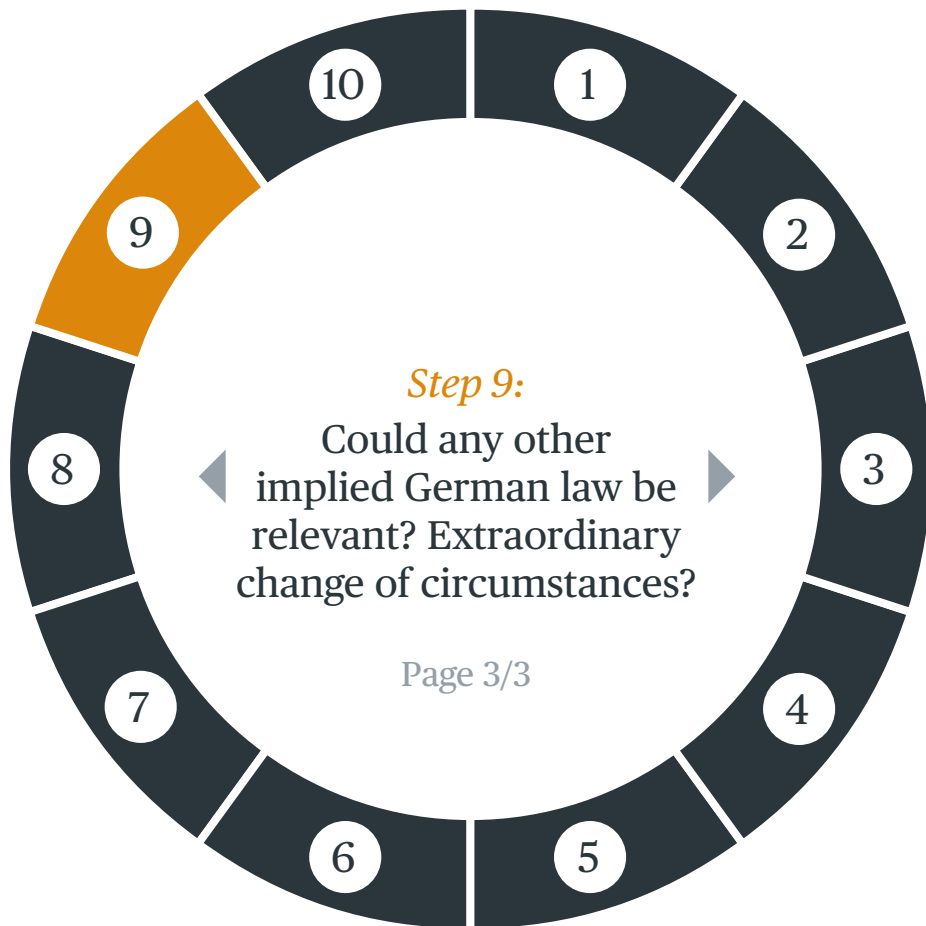 10
1
9
2
Step 9:
Could any other
implied German law be
relevant? Extraordinary
change of circumstances?
8
3
Page 3/3
7
4
6
5